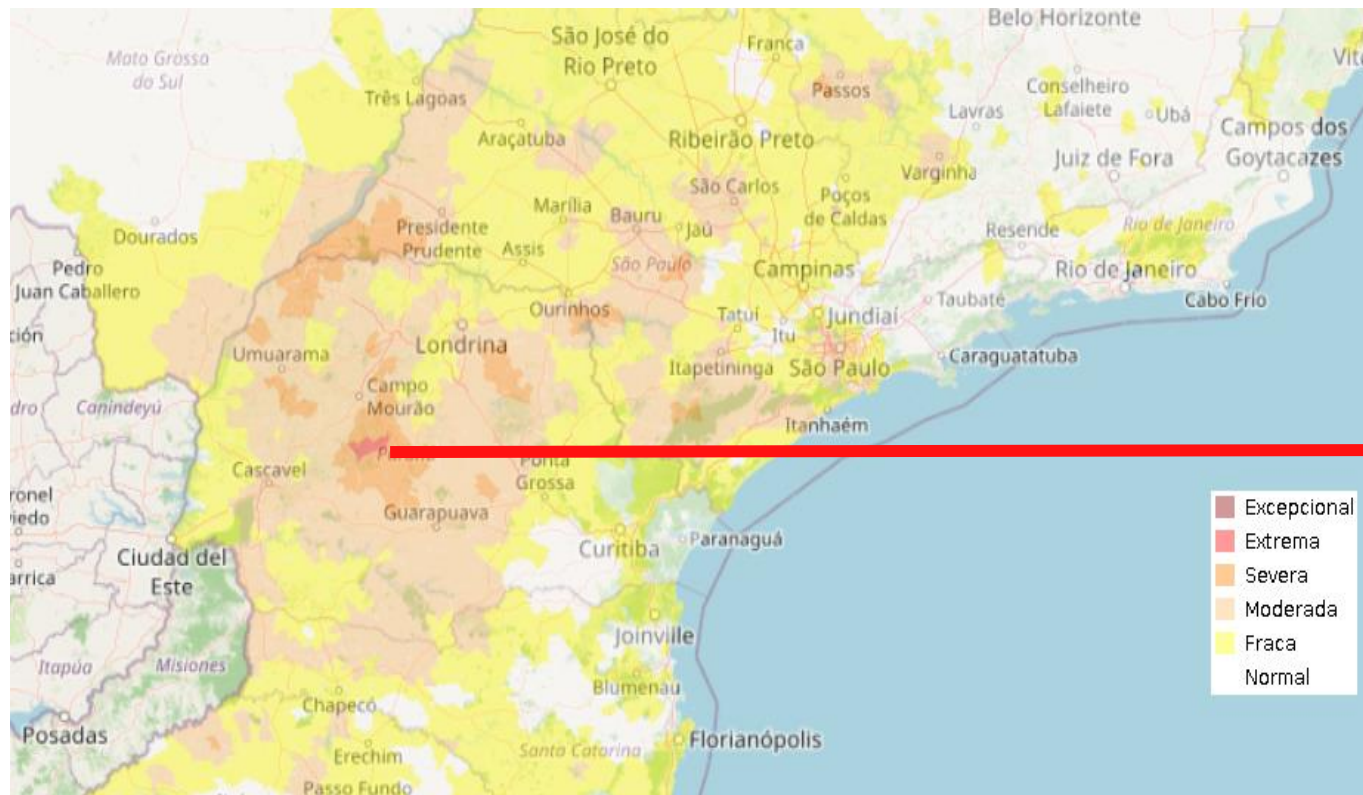 Belo Horizonte
Mato Grosso
do Sul
São José do
Rio Preto
Franca
Passos
Conselheiro
Lafaiete
Ubá
Três Lagoas
Lavras
Campos dos
Goytacazes
Araçatuba
Ribeirão Preto
Juiz de Fora
Varginha
São Carlos
Poços
de Caldas
Marília
Bauru
Jaú
Presidente
Prudente
Assis
Resende
Rio de Janeiro
Dourados
São Paulo
Campinas
Rio de Janeiro
Pedro
Juan Caballero
Taubaté
Cabo Frio
Ourinhos
Tatuí
Itu
Jundiaí
Londrina
Umuarama
Itapetininga
São Paulo
Caraguatatuba
Campo
Mourão
Canindeyú
Itanhaém
Cascavel
Ponta
Grossa
Guarapuava
Excepcional
Extrema
Severa
Moderada
Fraca
Normal
Curitiba
Paranaguá
Ciudad del
Este
Joinville
Itapúa
Misiones
Blumenau
Chapecó
Posadas
Florianópolis
Santa Catarina
Erechim
Passo Fundo